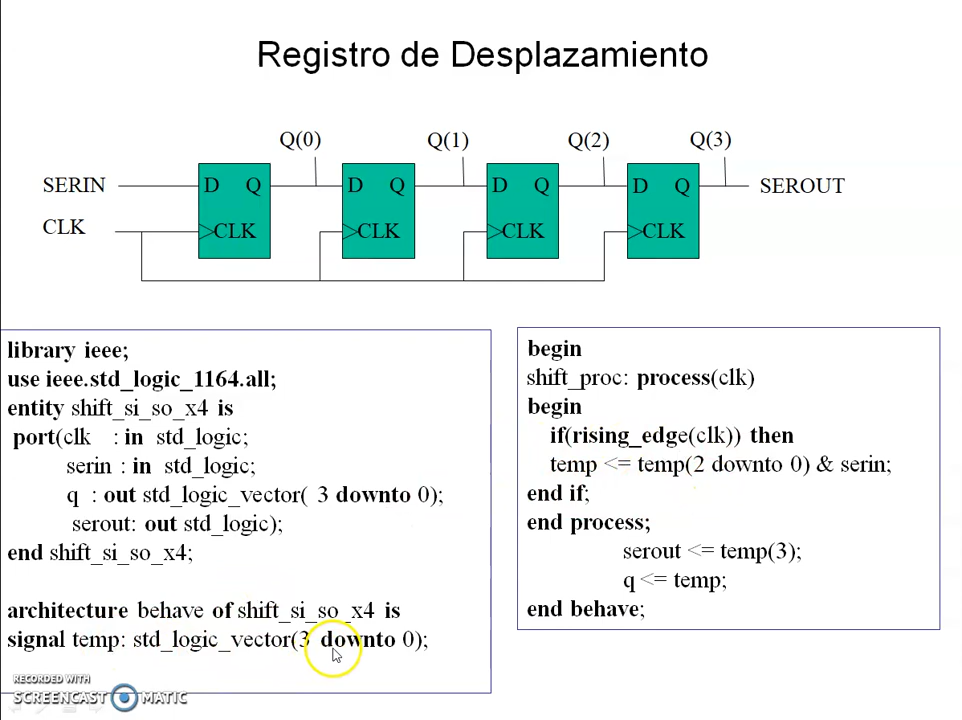 Registro de Desplazamiento
Q(0) Q(1) Q(2) Q(3)
SERIN D Q D Q D Q D Q SEROUT
CLK CLK CLK CLK CLK
library ieee;
use ieee.std_logic_1164.all;
entity shift_si_so_x4 is
port(clk : in std_logic;
serin : in std_logic;
q : out std_logic_vector( 3 downto 0);
serout: out std_logic);
end shift_si_so_x4;
architecture behave of shift_si_so_x4 is
signal temp: std_logic_vector(3 downto 0);
begin
shift_proc: process(clk)
begin
if(rising_edge(clk)) then
temp <= temp(2 downto 0) & serin;
end if;
end process;
serout <= temp(3);
q <= temp;
end behave;
RECORDED WITH
SCREENCAST MATIC